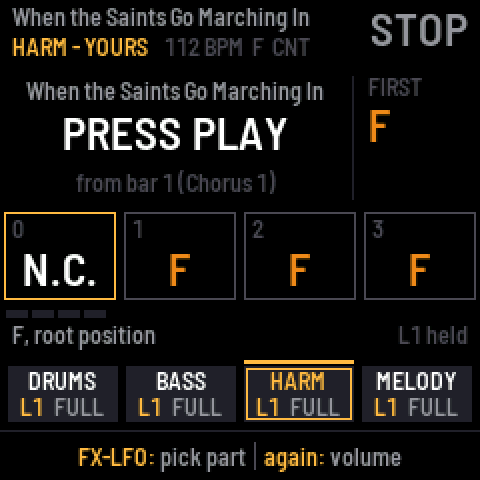 When the Saints Go Marching In
STOP
HARM - YOURS 112 BPM F CNT
When the Saints Go Marching In
FIRST
PRESS PLAY
F
from bar 1 (Chorus 1)
0 1 2 3
N.C. F F F
F, root position L1 held
DRUMS BASS HARM MELODY
L1 FULL L1 FULL L1 FULL L1 FULL
FX-LFO: pick part | again: volume